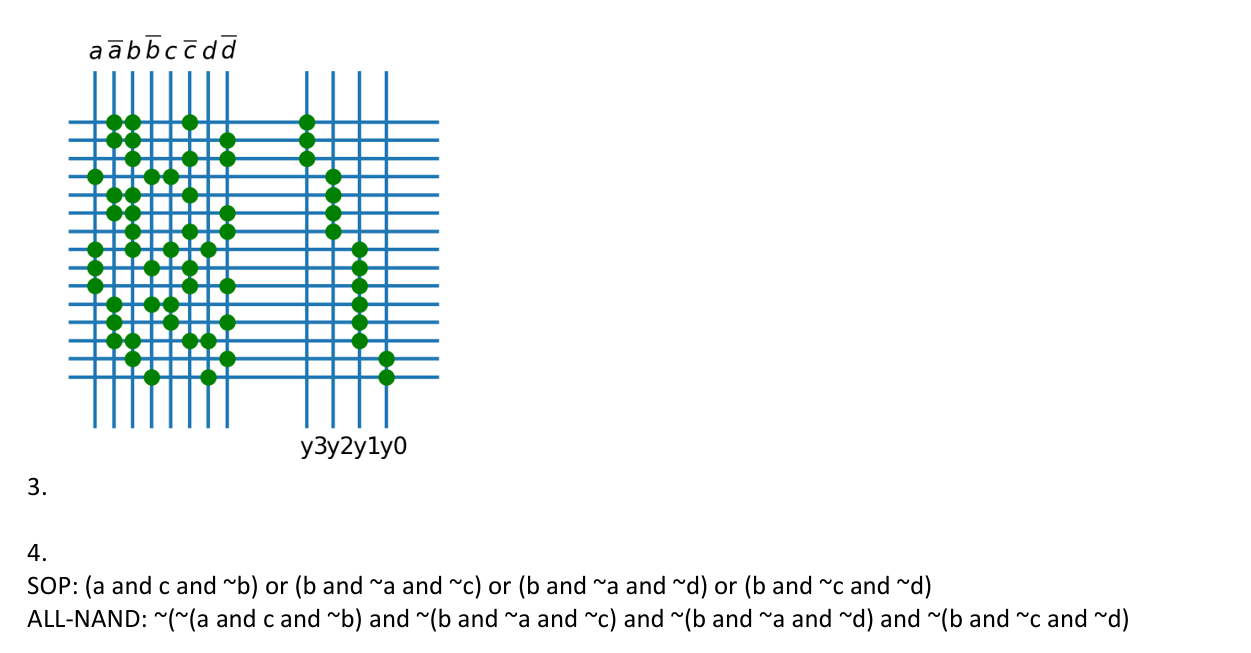 a a̅ b b̅ c c̅ d d̅
y3y2y1y0
3.
4.
SOP: (a and c and ~b) or (b and ~a and ~c) or (b and ~a and ~d) or (b and ~c and ~d)
ALL-NAND: ~(~(a and c and ~b) and ~(b and ~a and ~c) and ~(b and ~a and ~d) and ~(b and ~c and ~d)